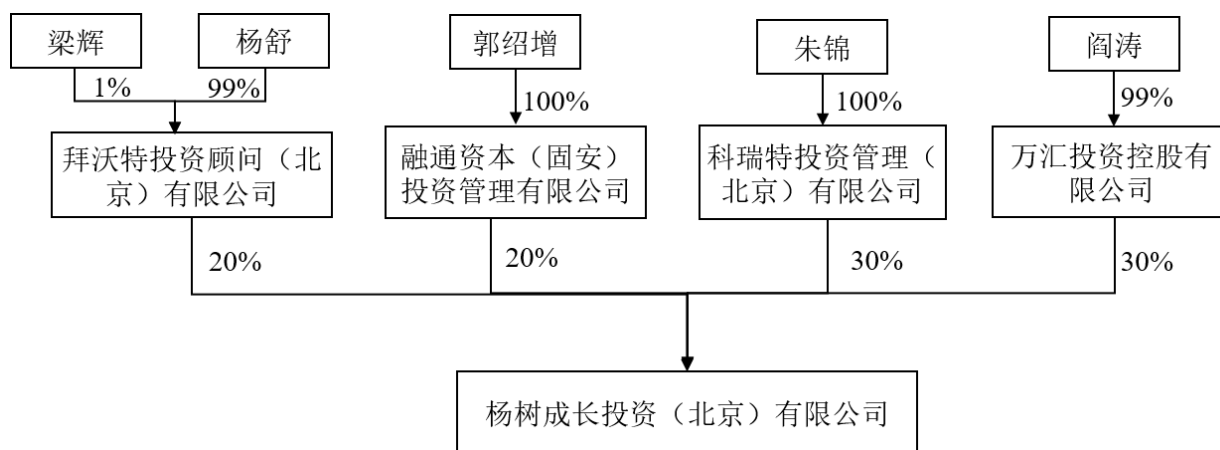 梁辉
杨舒
郭绍增
朱锦
阎涛
1%
99%
100%
100%
99%
拜沃特投资顾问（北
京）有限公司
融通资本（固安）
投资管理有限公司
科瑞特投资管理（
北京）有限公司
万汇投资控股有
限公司
20%
20%
30%
30%
杨树成长投资（北京）有限公司